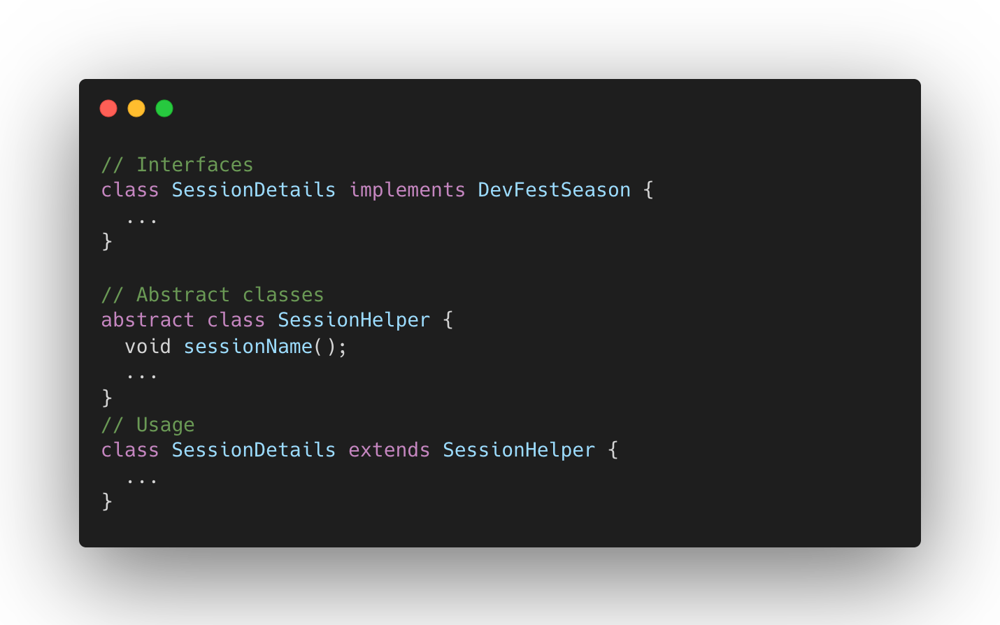 // Interfaces
class SessionDetails implements DevFestSeason {
  ...
}

// Abstract classes
abstract class SessionHelper {
  void sessionName();
  ...
}
// Usage
class SessionDetails extends SessionHelper {
  ...
}